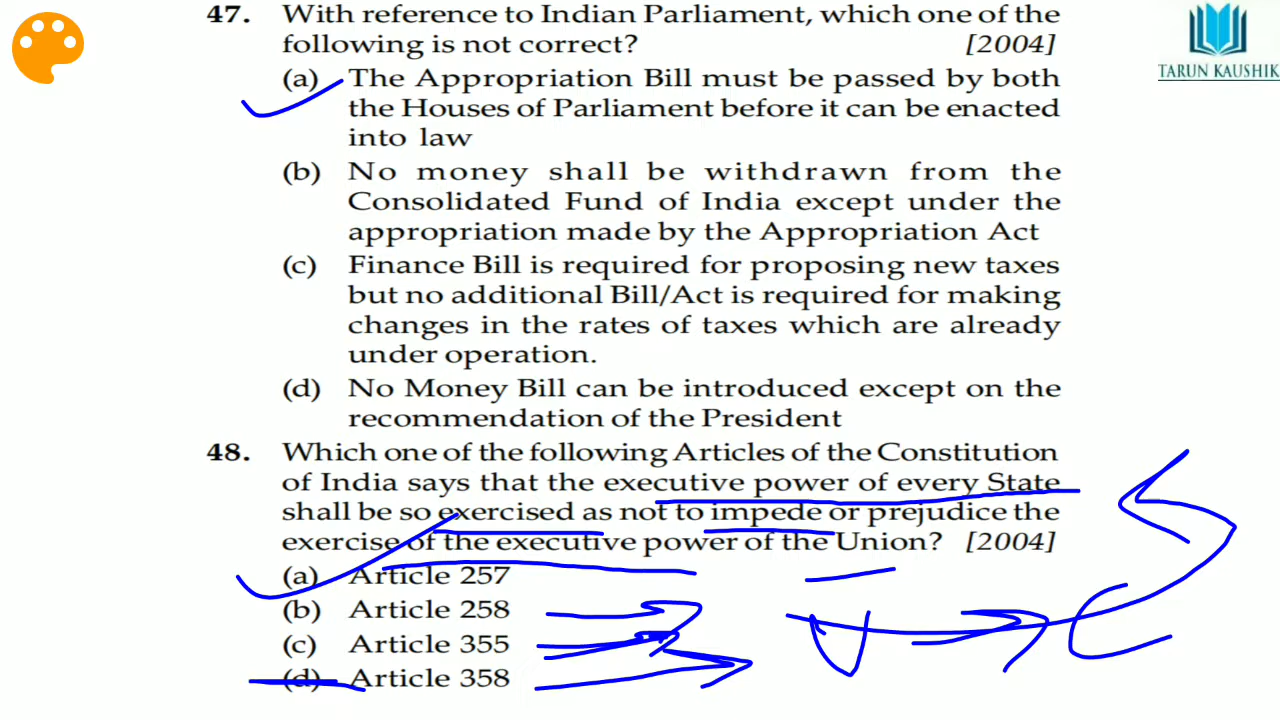 47. With reference to Indian Parliament, which one of the
following is not correct? [2004]
(a) The Appropriation Bill must be passed by both
the Houses of Parliament before it can be enacted
into law
(b) No money shall be withdrawn from the
Consolidated Fund of India except under the
appropriation made by the Appropriation Act
(c) Finance Bill is required for proposing new taxes
but no additional Bill/Act is required for making
changes in the rates of taxes which are already
under operation.
(d) No Money Bill can be introduced except on the
recommendation of the President
48. Which one of the following Articles of the Constitution
of India says that the executive power of every State
shall be so exercised as not to impede or prejudice the
exercise of the executive power of the Union? [2004]
(a) Article 257
(b) Article 258
(c) Article 355
(d) Article 358
TARUN KAUSHIK